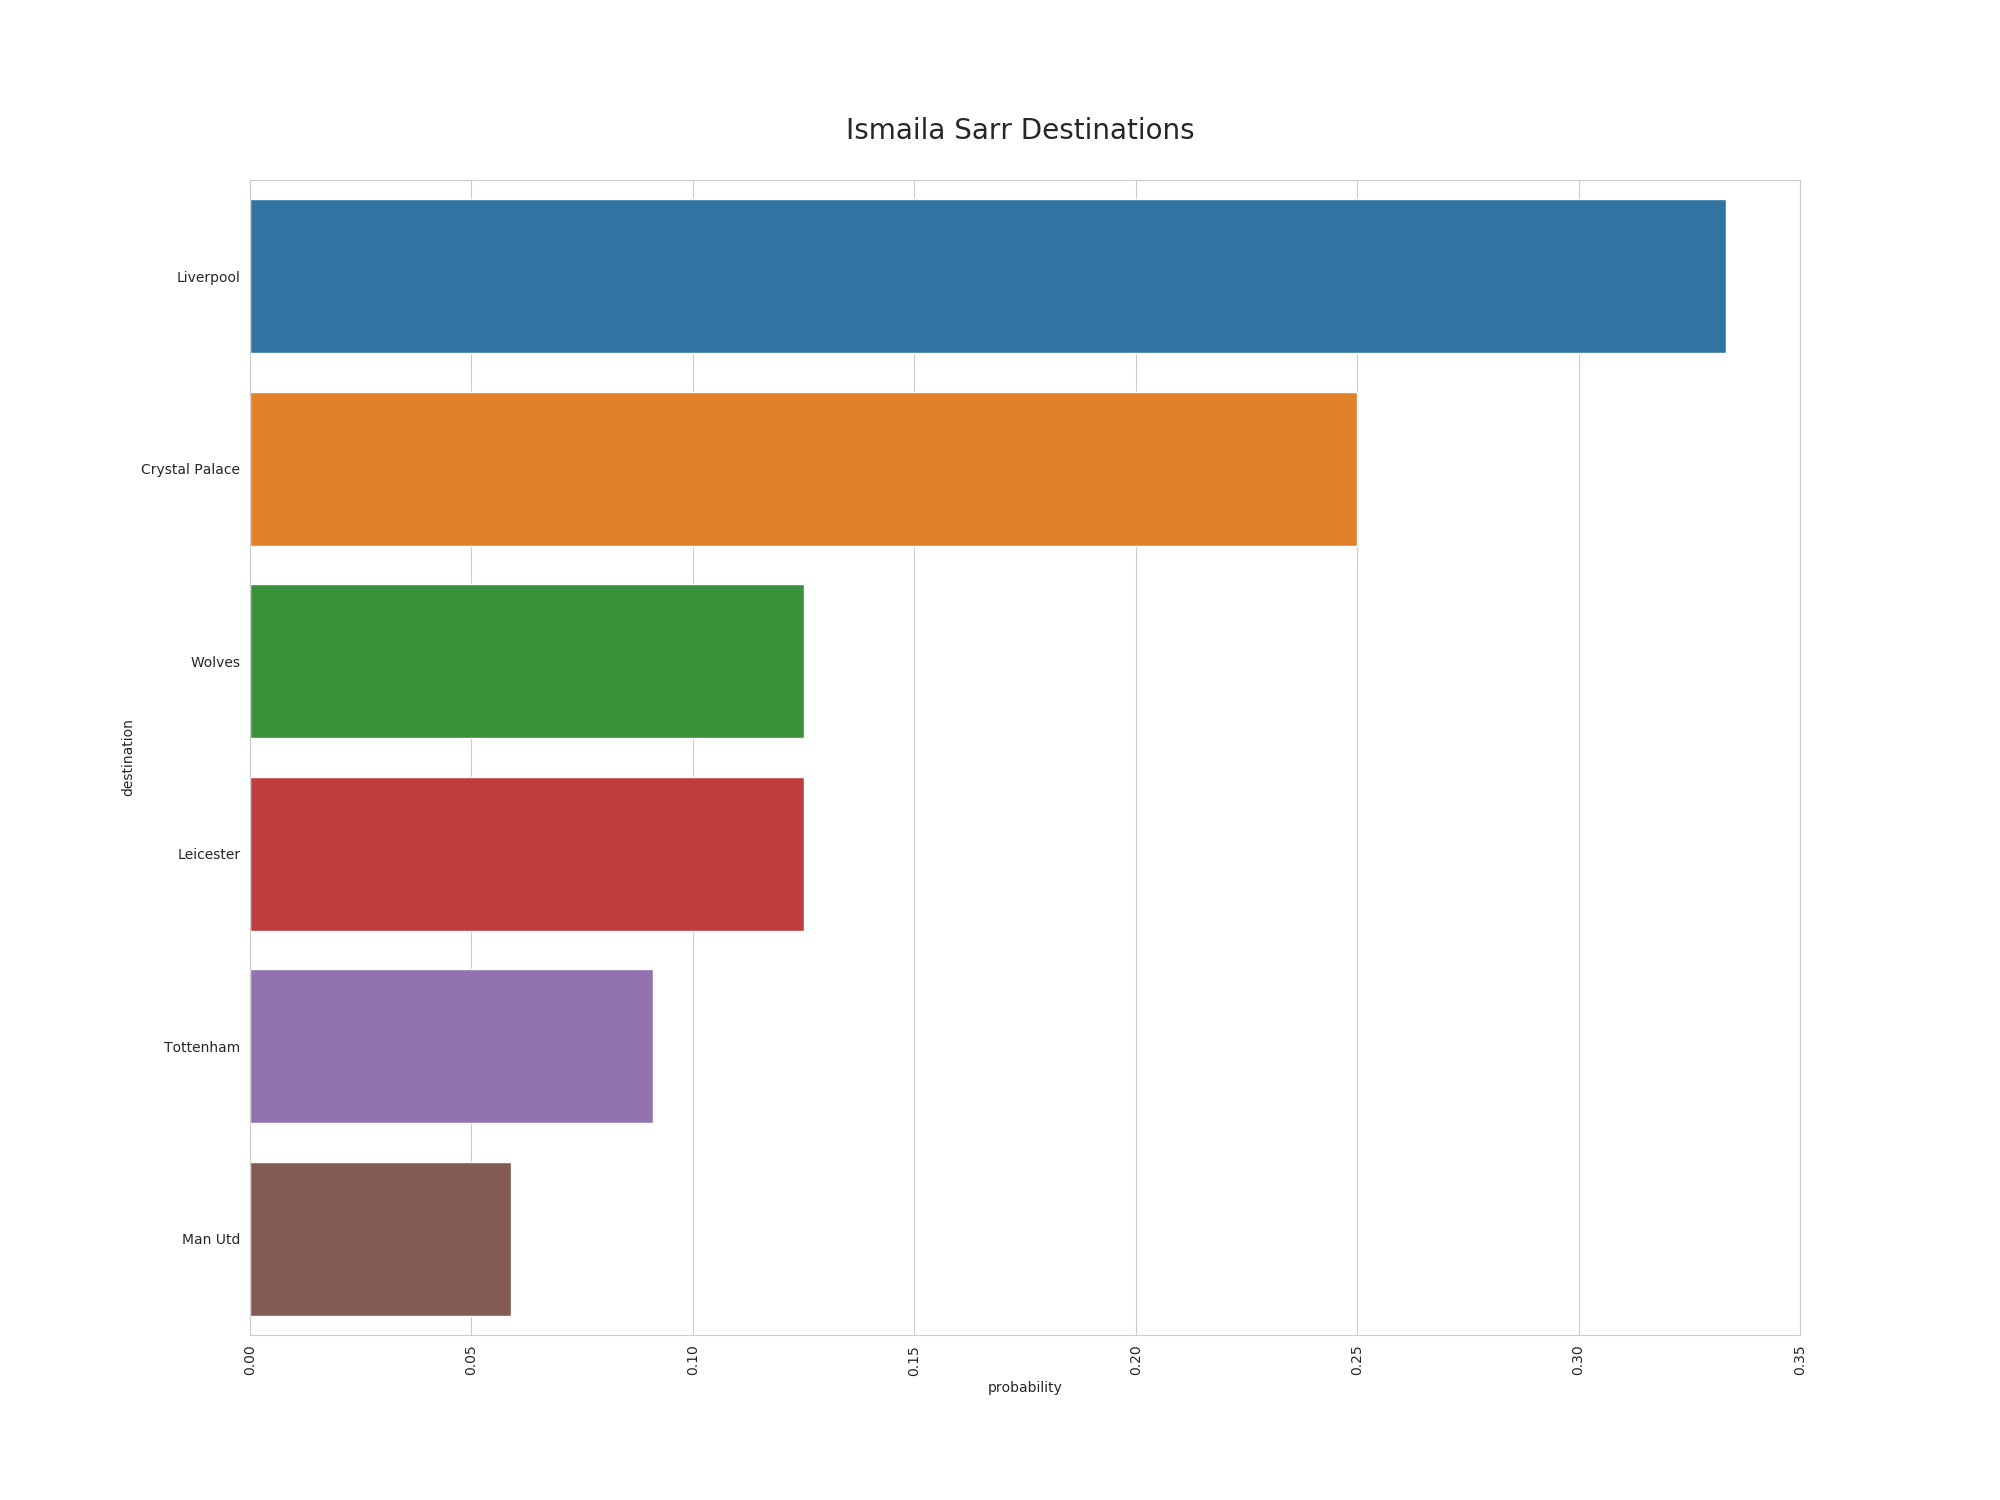 Ismaila Sarr Destinations
destination
Liverpool
Crystal Palace
Wolves
Leicester
Tottenham
Man Utd
0.00 0.05 0.10 0.15 0.20 0.25 0.30 0.35
probability